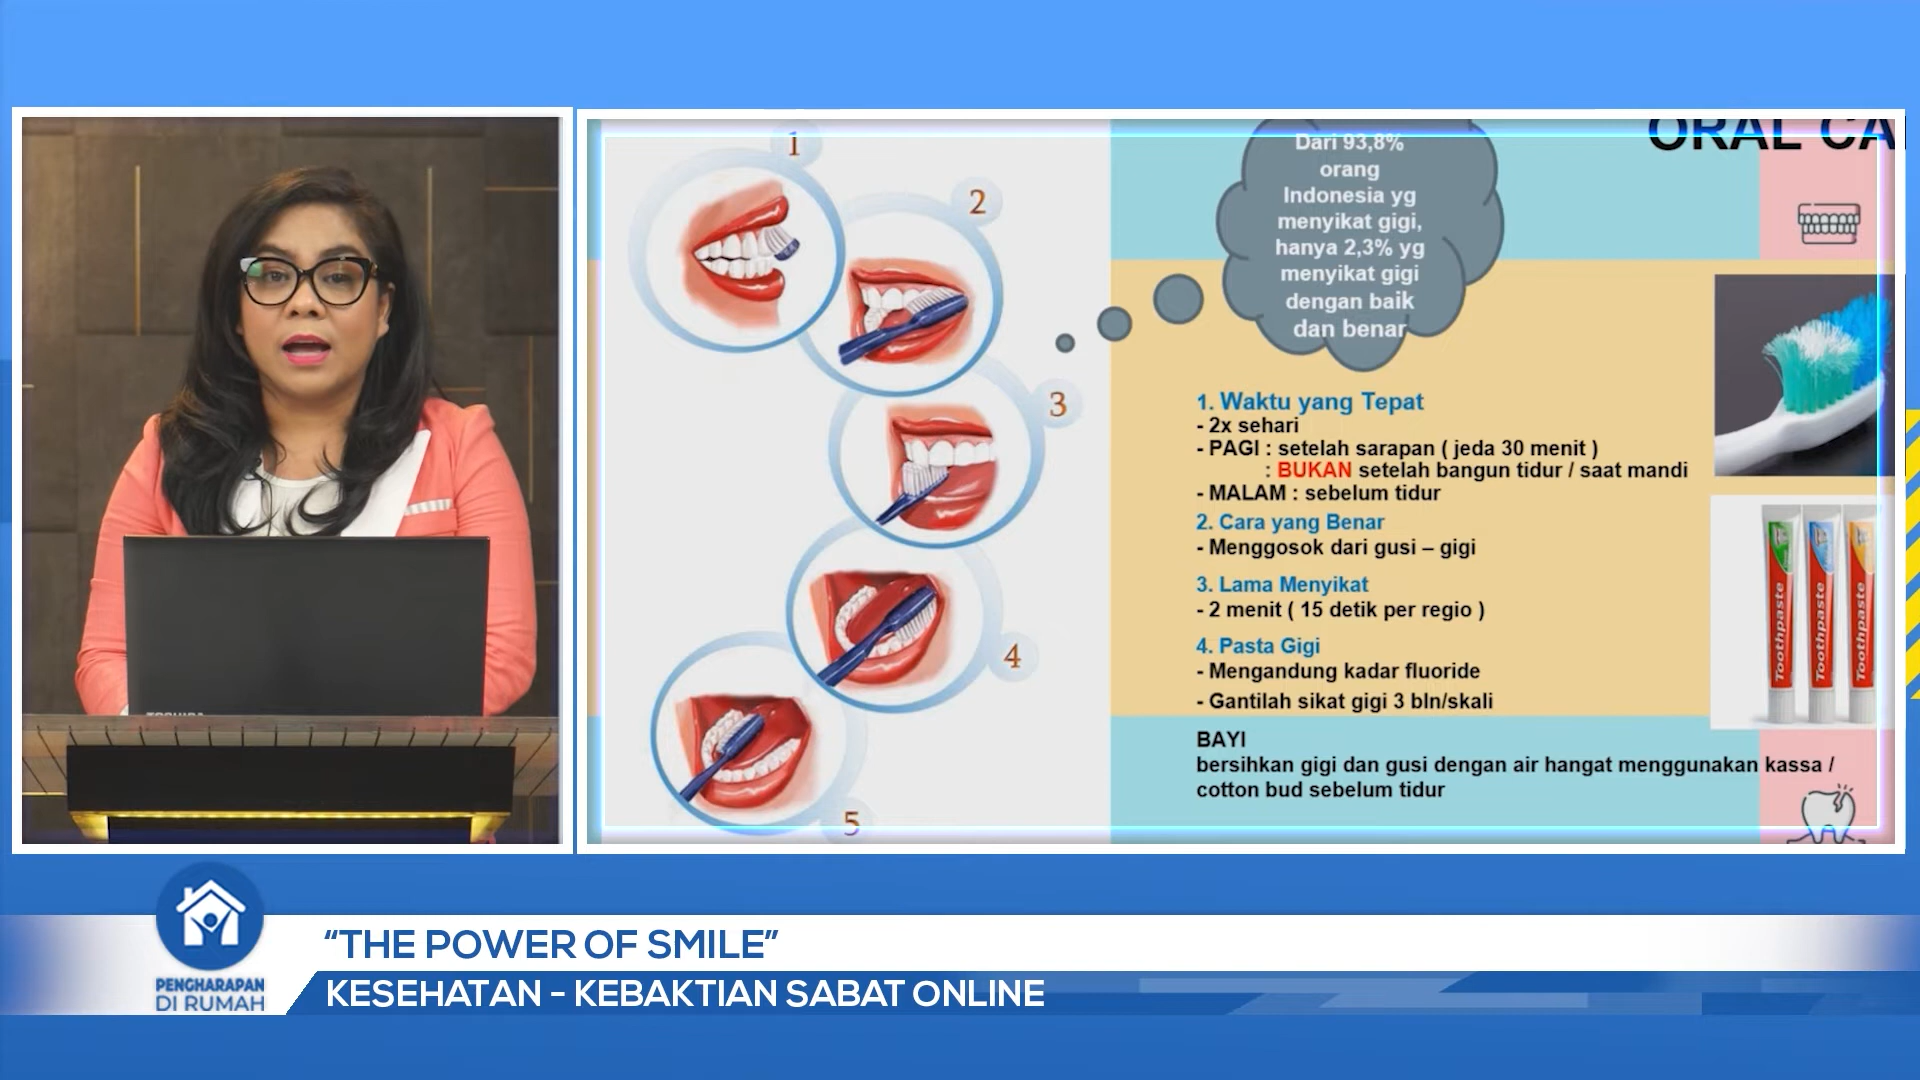 1
2
3
4
5
Dari 93,8%
orang
Indonesia yg
menyikat gigi,
hanya 2,3% yg
menyikat gigi
dengan baik
dan benar
ORAL CA
1. Waktu yang Tepat
- 2x sehari
- PAGI : setelah sarapan ( jeda 30 menit )
: BUKAN setelah bangun tidur / saat mandi
- MALAM : sebelum tidur
2. Cara yang Benar
- Menggosok dari gusi – gigi
3. Lama Menyikat
- 2 menit ( 15 detik per regio )
4. Pasta Gigi
- Mengandung kadar fluoride
- Gantilah sikat gigi 3 bln/skali
BAYI
bersihkan gigi dan gusi dengan air hangat menggunakan kassa /
cotton bud sebelum tidur
Toothpaste
Toothpaste
Toothpaste
PENGHARAPAN
DI RUMAH
“THE POWER OF SMILE”
KESEHATAN - KEBAKTIAN SABAT ONLINE